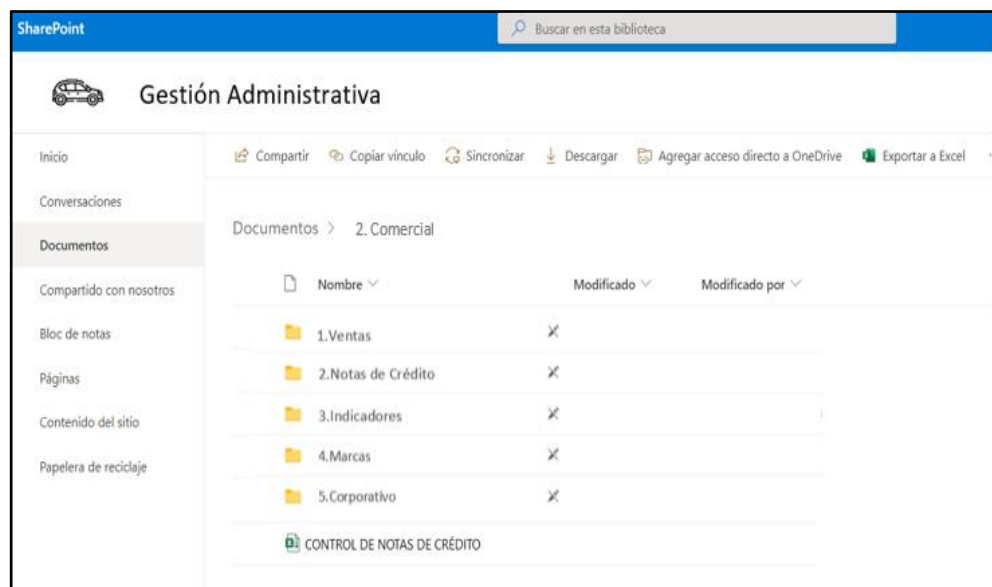 SharePoint
Buscar en esta biblioteca
Gestión Administrativa
Inicio
Conversaciones
Documentos
Compartido con nosotros
Bloc de notas
Páginas
Contenido del sitio
Papelera de reciclaje
Compartir Copiar vínculo Sincronizar Descargar Agregar acceso directo a OneDrive Exportar a Excel
Documentos > 2. Comercial
Nombre Modificado Modificado por
1.Ventas
2.Notas de Crédito
3.Indicadores
4.Marcas
5.Corporativo
CONTROL DE NOTAS DE CRÉDITO